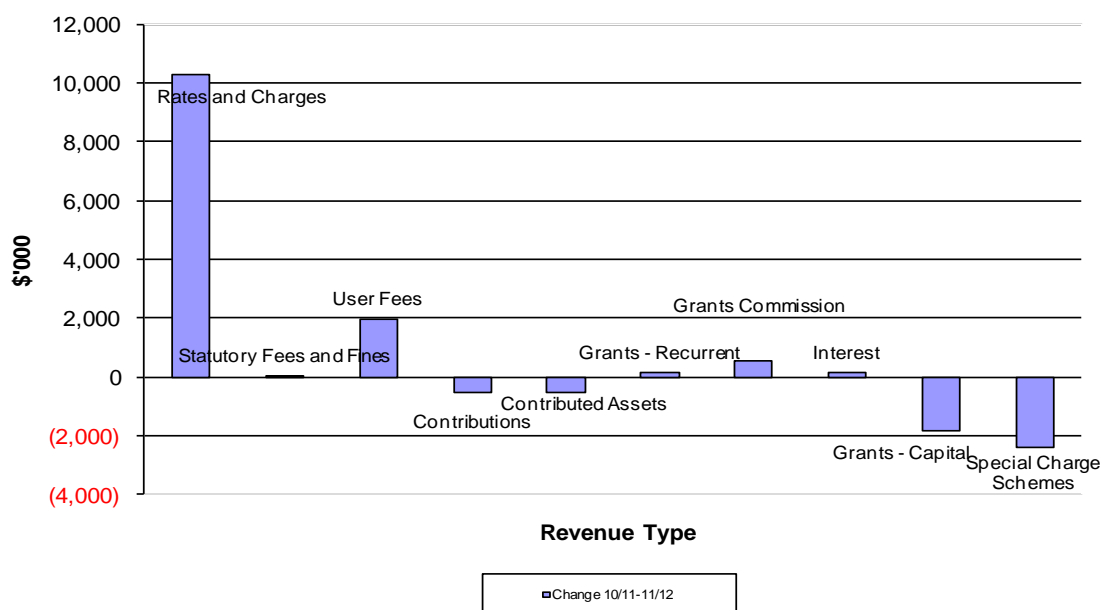 12,000
10,000
8,000
6,000
4,000
2,000
0
(2,000)
(4,000)
$'000
Rates and Charges
Statutory Fees and Fines
User Fees
Contributions
Contributed Assets
Grants - Recurrent
Grants Commission
Interest
Grants - Capital
Special Charge
Schemes
Revenue Type
Change 10/11-11/12